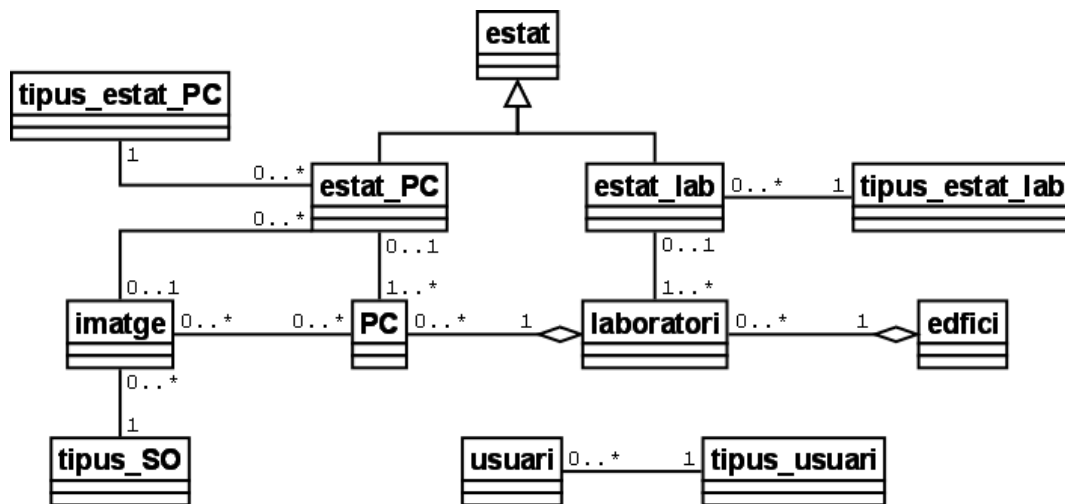 estat
tipus_estat_PC
1
0..*
estat_PC
estat_lab
0..*
1
tipus_estat_lab
0..*
0..1
0..1
0..1
1..*
1..*
imatge
0..*
0..*
PC
0..*
1
laboratori
0..*
1
edfici
0..*
1
tipus_SO
usuari
0..*
1
tipus_usuari